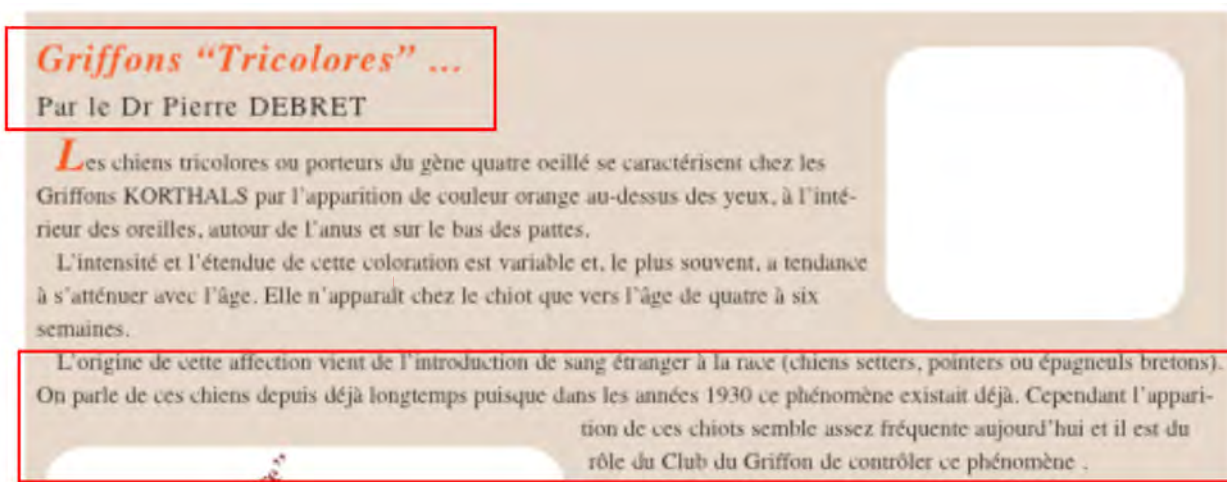 Griffons “Tricolores” ...
Par le Dr Pierre DEBRET
Les chiens tricolores ou porteurs du gène quatre oeillé se caractérisent chez les
Griffons KORTHALS par l'apparition de couleur orange au-dessus des yeux, à l'inté-
rieur des oreilles, autour de l'anus et sur le bas des pattes.
L'intensité et l'étendue de cette coloration est variable et, le plus souvent, a tendance
à s'atténuer avec l'âge. Elle n'apparaît chez le chiot que vers l'âge de quatre à six
semaines.
L'origine de cette affection vient de l'introduction de sang étranger à la race (chiens setters, pointers ou épagneuls bretons).
On parle de ces chiens depuis déjà longtemps puisque dans les années 1930 ce phénomène existait déjà. Cependant l'appari-
tion de ces chiots semble assez fréquente aujourd'hui et il est du
rôle du Club du Griffon de contrôler ce phénomène .